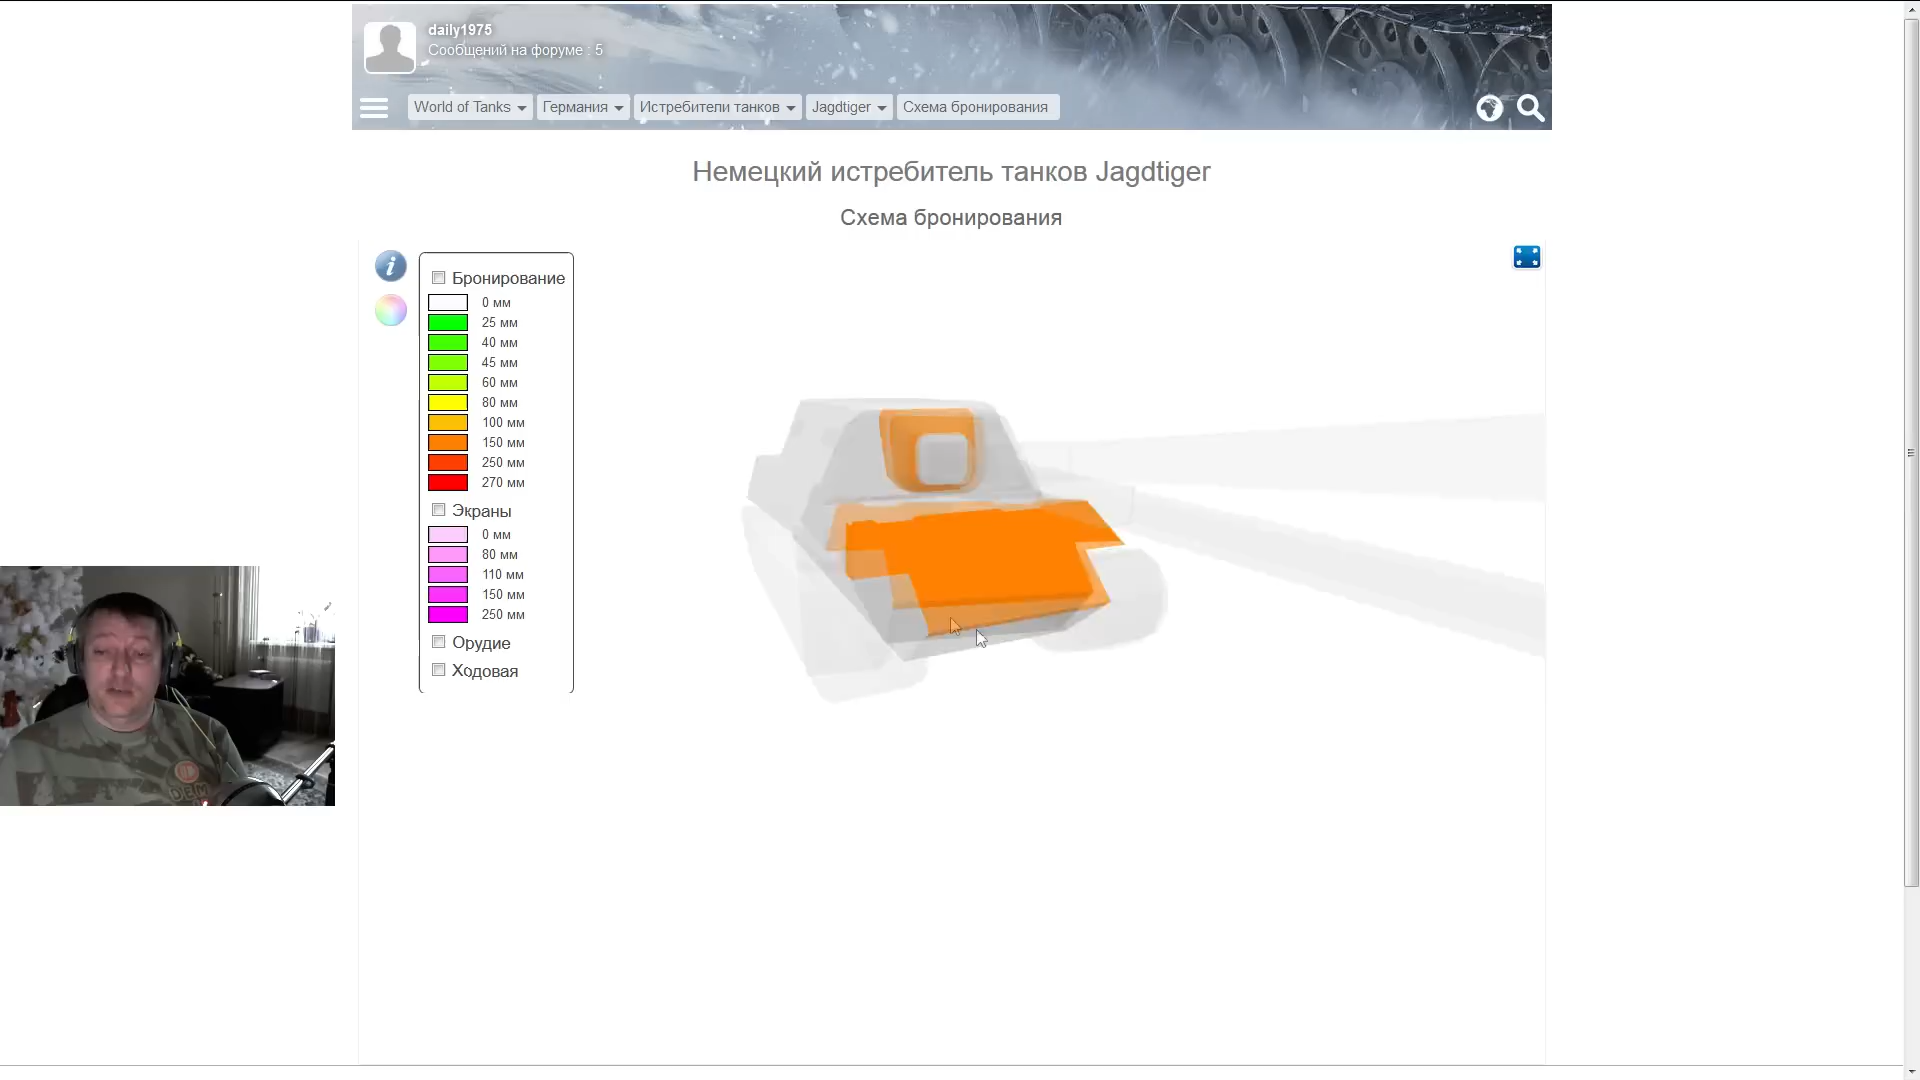 daily1975
Сообщений на форуме : 5
World of Tanks
Германия
Истребители танков
Jagdtiger
Схема бронирования
Немецкий истребитель танков Jagdtiger
Схема бронирования
Бронирование
0 мм
25 мм
40 мм
45 мм
60 мм
80 мм
100 мм
150 мм
250 мм
270 мм
Экраны
0 мм
80 мм
110 мм
150 мм
250 мм
Орудие
Ходовая